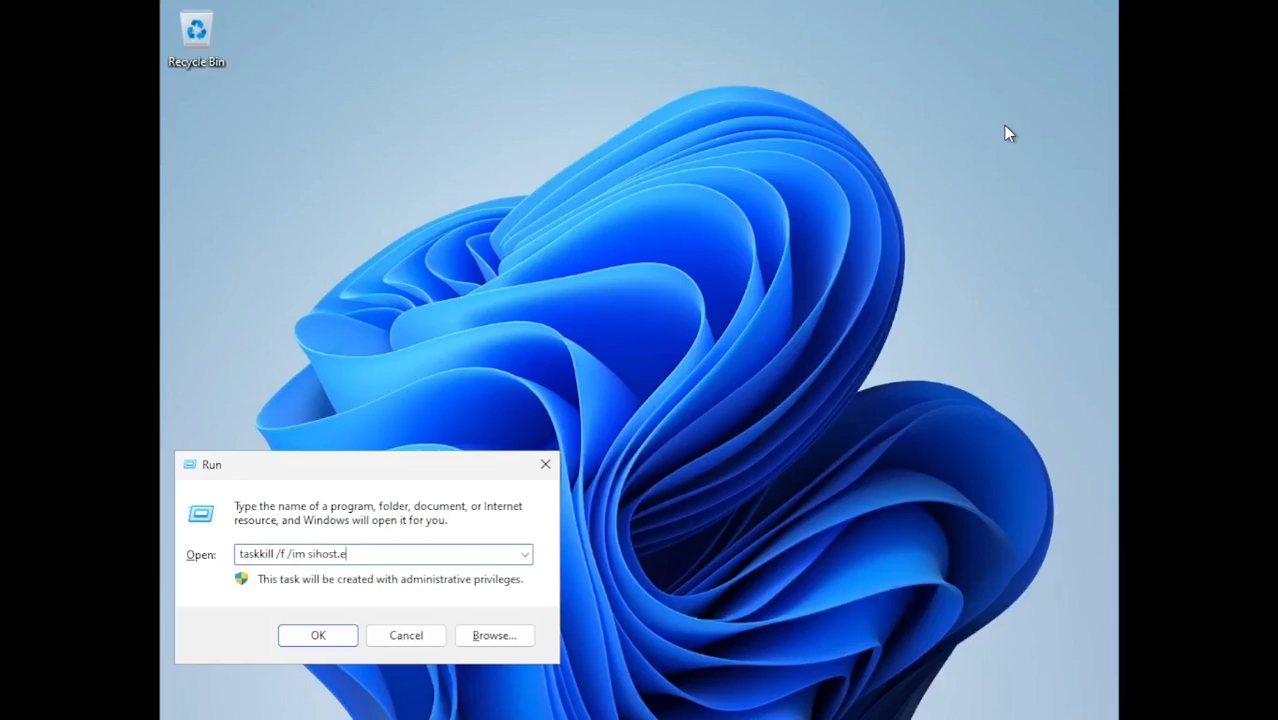 Recycle Bin
Run
Type the name of a program, folder, document, or Internet
resource, and Windows will open it for you.
Open: taskkill /f /im sihost.e
This task will be created with administrative privileges.
OK Cancel Browse...